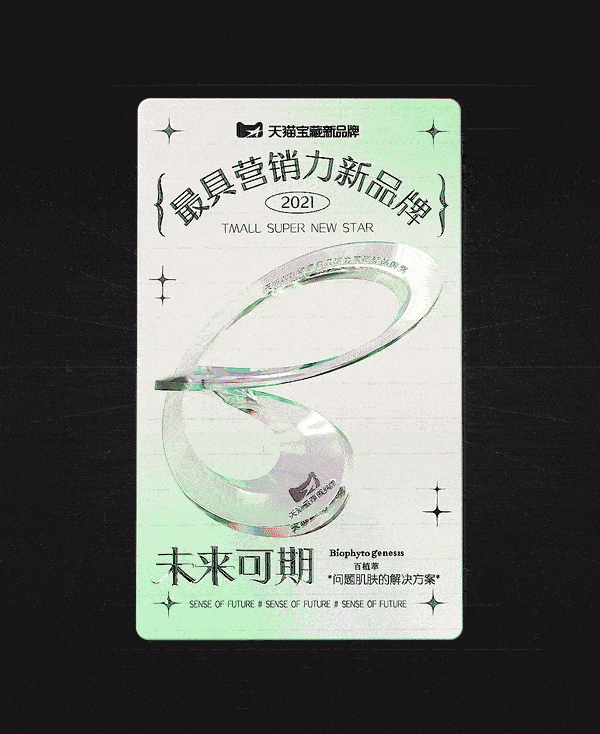 天猫宝藏新品牌
最具营销力新品牌
2021
TMALL SUPER NEW STAR
未来可期
Biophyto genesis
百植萃
*问题肌肤的解决方案*
SENSE OF FUTURE # SENSE OF FUTURE # SENSE OF FUTURE